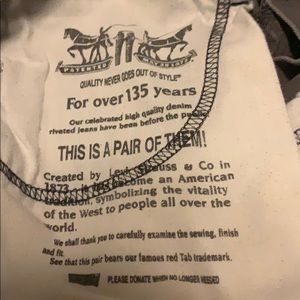 PATENTED MAY 20 1873
QUALITY NEVER GOES OUT OF STYLE
For over 135 years
Our celebrated high quality denim
riveted jeans have been before the
THIS IS A PAIR OF THEM!
Created by Levi Strauss & Co in
1873, become an American
tradition, symbolizing the vitality
of the West to people all over the
world.
We shall thank you to carefully examine the sewing, finish
and fit.
See that this pair bears our famous red Tab trademark.
PLEASE DONATE WHEN NO LONGER NEEDED